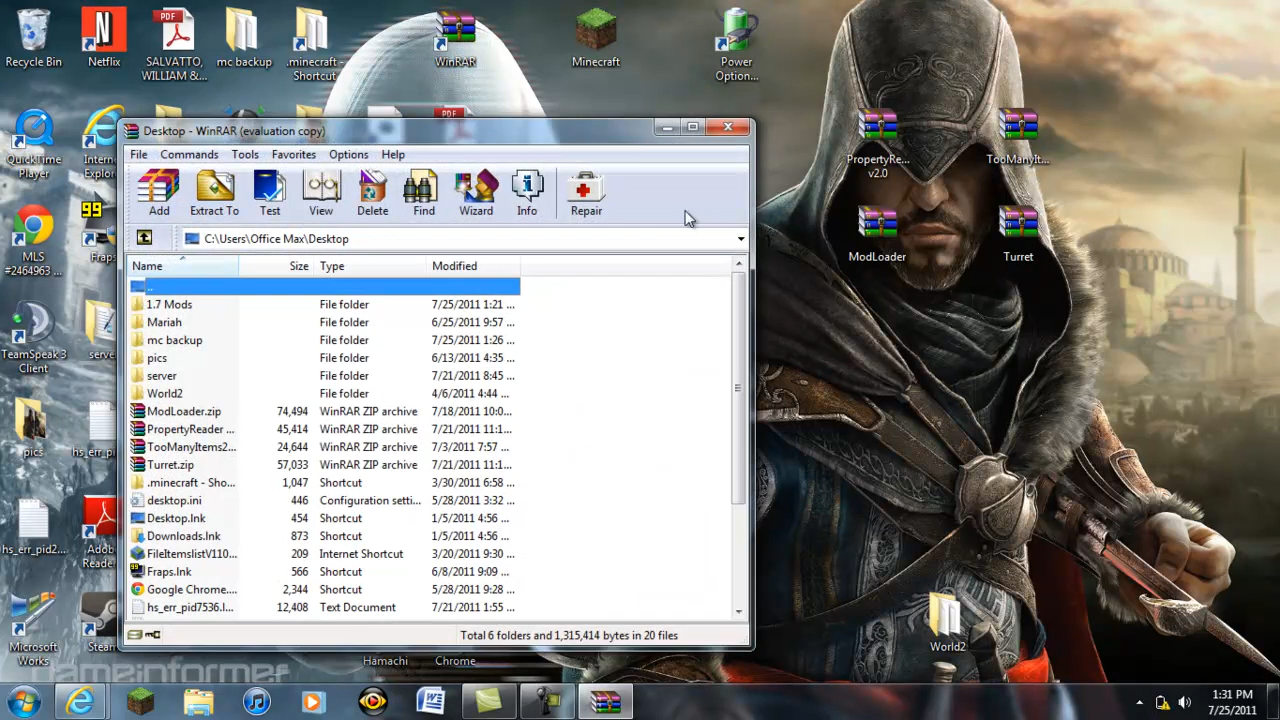 Recycle Bin
Netflix
SALVATTO, WILLIAM &...
mc backup
.minecraft - Shortcut
WinRAR
Minecraft
Power Option...
PDF
PDF
QuickTime Player
Intern Explor
MLS #2464963 ...
99
Fraps
TeamSpeak 3 Client
serve
pics
hs_err_p
hs_err_pid2...
Adob Reade
Microsoft Works
Steam
Hamachi
Chrome
gameinformer
PropertyRe... v2.0
TooManyIt...
ModLoader
Turret
World2
Desktop - WinRAR (evaluation copy)
File Commands Tools Favorites Options Help
Add Extract To Test View Delete Find Wizard Info Repair
C:\Users\Office Max\Desktop
Name Size Type Modified
..
1.7 Mods File folder 7/25/2011 1:21 ...
Mariah File folder 6/25/2011 9:57 ...
mc backup File folder 7/25/2011 1:26 ...
pics File folder 6/13/2011 4:35 ...
server File folder 7/21/2011 8:45 ...
World2 File folder 4/6/2011 4:44 ...
ModLoader.zip 74,494 WinRAR ZIP archive 7/18/2011 10:0...
PropertyReader ... 45,414 WinRAR ZIP archive 7/21/2011 11:1...
TooManyItems2... 24,644 WinRAR ZIP archive 7/3/2011 7:57 ...
Turret.zip 57,033 WinRAR ZIP archive 7/21/2011 11:1...
.minecraft - Sho... 1,047 Shortcut 3/30/2011 6:58 ...
desktop.ini 446 Configuration setti... 5/28/2011 3:32 ...
Desktop.lnk 454 Shortcut 1/5/2011 4:56 ...
Downloads.lnk 873 Shortcut 1/5/2011 4:56 ...
FileItemslistV110... 209 Internet Shortcut 3/20/2011 9:30 ...
Fraps.lnk 566 Shortcut 6/8/2011 9:09 ...
Google Chrome.... 2,344 Shortcut 5/28/2011 9:28 ...
hs_err_pid7536.l... 12,408 Text Document 7/21/2011 1:55 ...
Total 6 folders and 1,315,414 bytes in 20 files
1:31 PM
7/25/2011